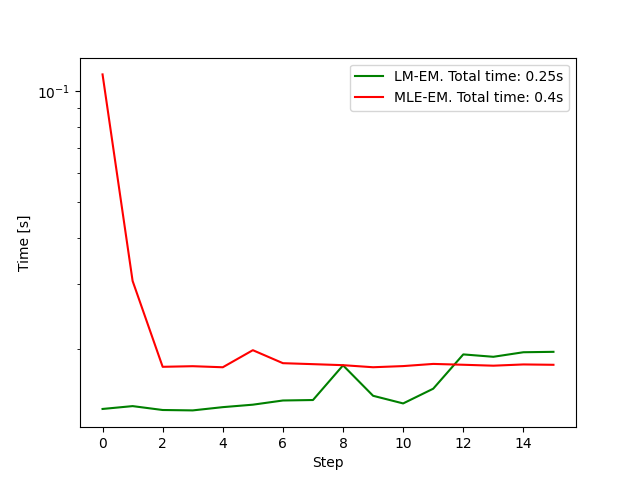 LM-EM. Total time: 0.25s
MLE-EM. Total time: 0.4s
10⁻¹
Time [s]
0 2 4 6 8 10 12 14
Step